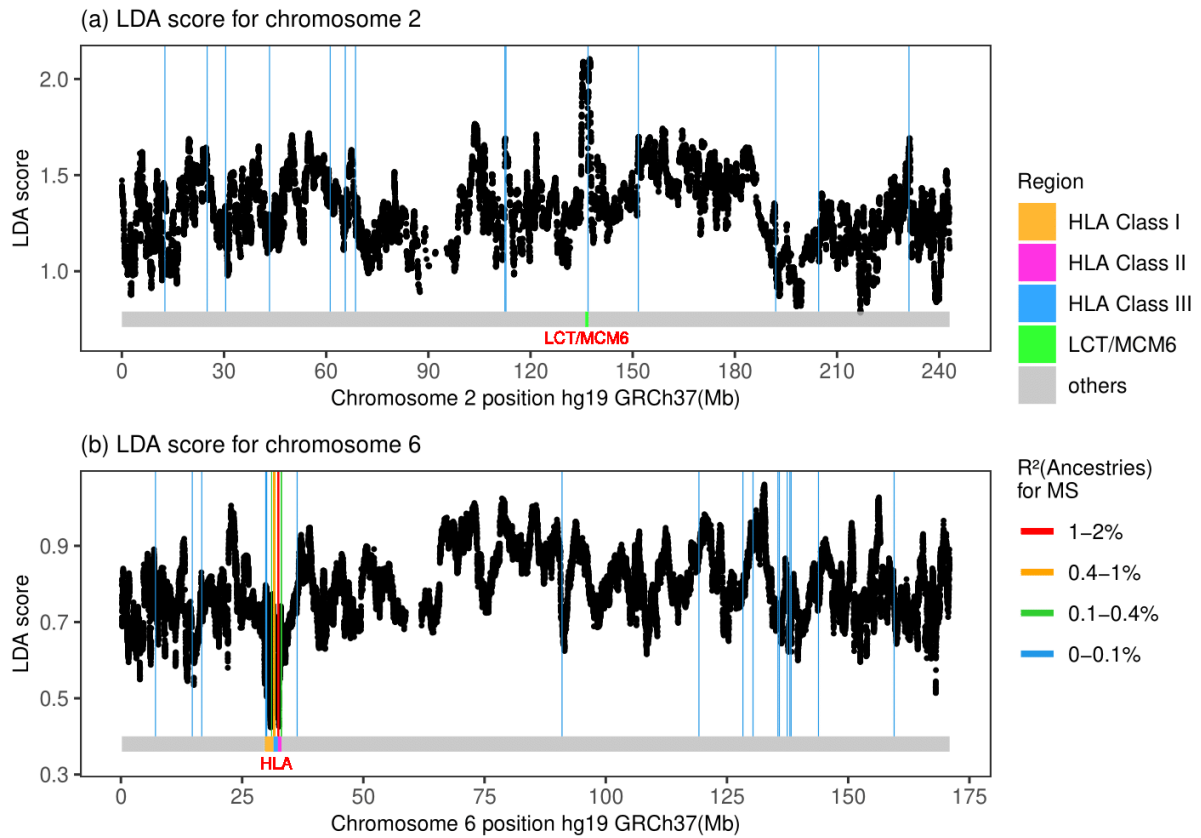 (a) LDA score for chromosome 2
2.0
1.5
1.0
LDA score
LCT/MCM6
0 30 60 90 120 150 180 210 240
Chromosome 2 position hg19 GRCh37(Mb)
Region
HLA Class I
HLA Class II
HLA Class III
LCT/MCM6
others
(b) LDA score for chromosome 6
0.9
0.7
0.5
0.3
LDA score
HLA
0 25 50 75 100 125 150 175
Chromosome 6 position hg19 GRCh37(Mb)
R²(Ancestries)
for MS
1−2%
0.4−1%
0.1−0.4%
0−0.1%